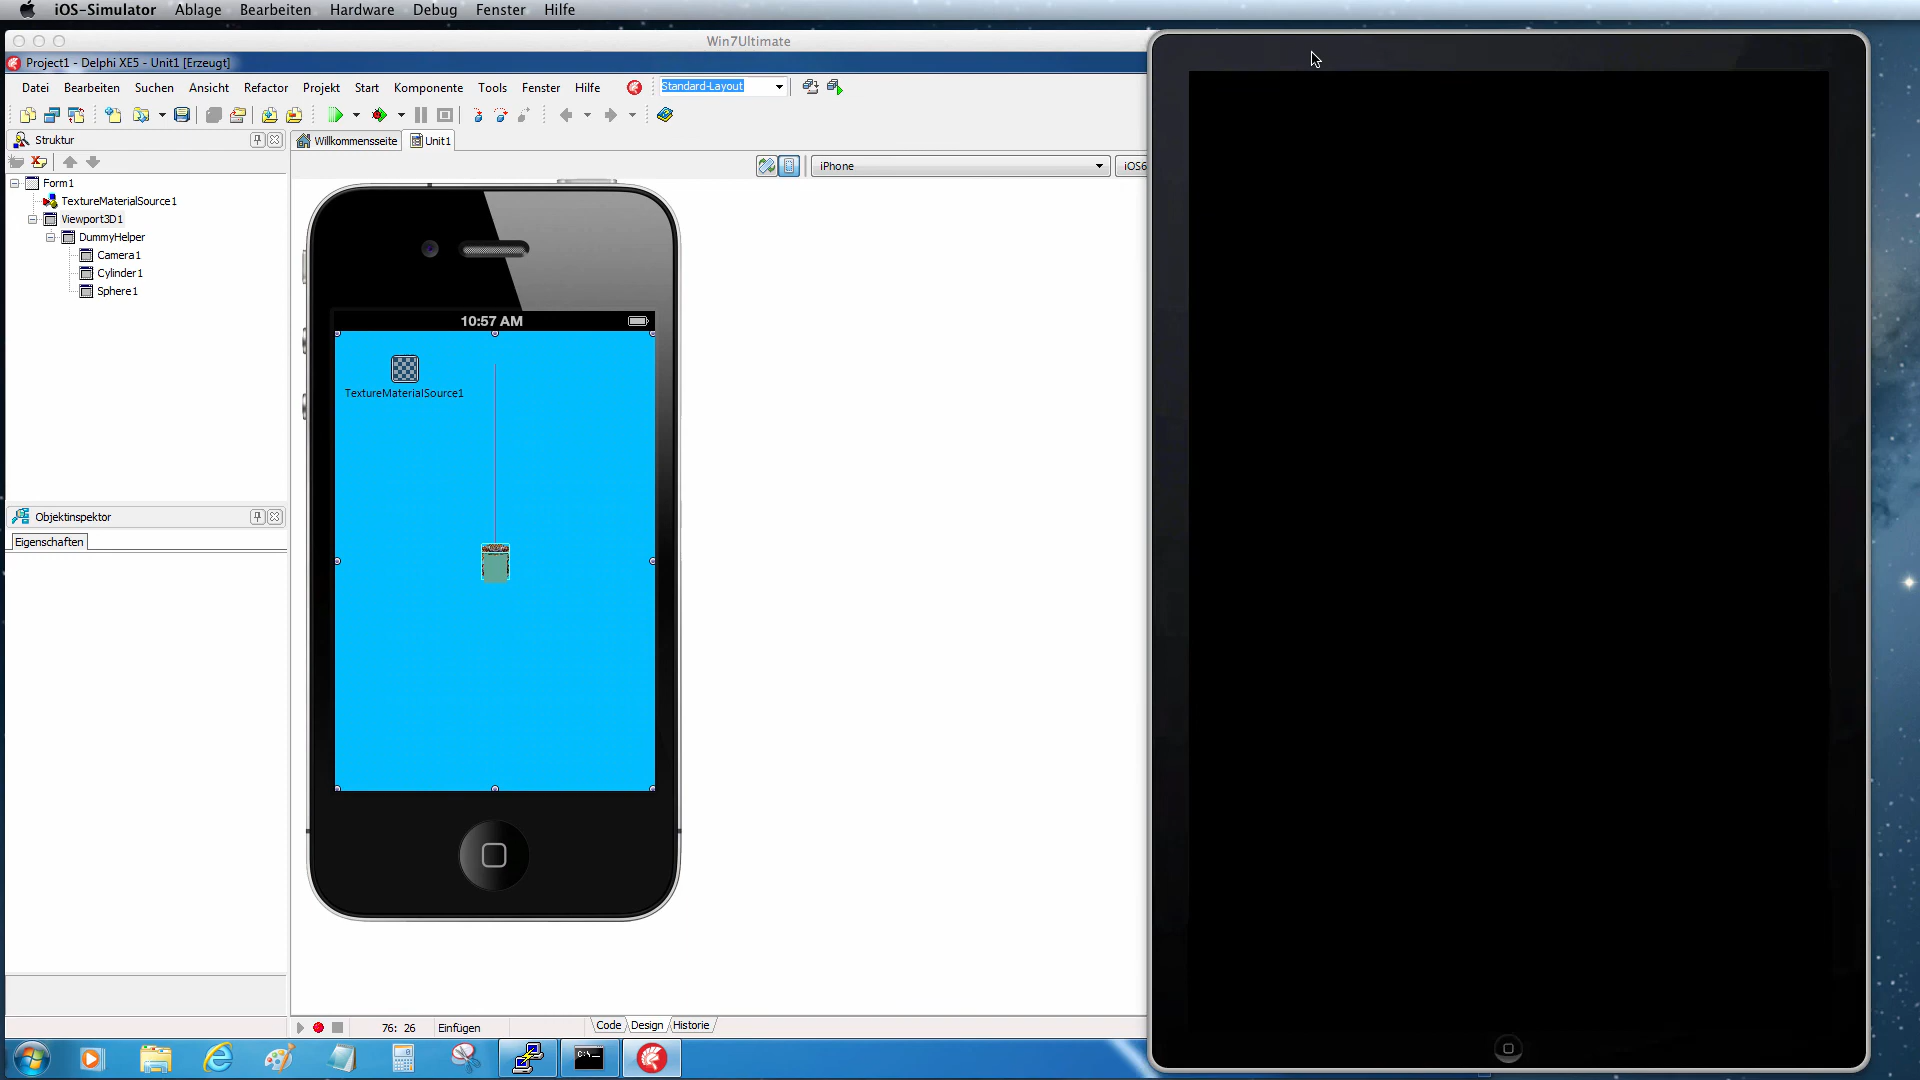 iOS-Simulator Ablage Bearbeiten Hardware Debug Fenster Hilfe
Win7Ultimate
Project1 - Delphi XE5 - Unit1 [Erzeugt]
Datei Bearbeiten Suchen Ansicht Refactor Projekt Start Komponente Tools Fenster Hilfe Standard-Layout
Struktur
Willkommensseite Unit1
iPhone iOS6
Form1
TextureMaterialSource1
Viewport3D1
DummyHelper
Camera1
Cylinder1
Sphere1
10:57 AM
TextureMaterialSource1
Objektinspektor
Eigenschaften
76: 26 Einfügen Code Design Historie
C:\